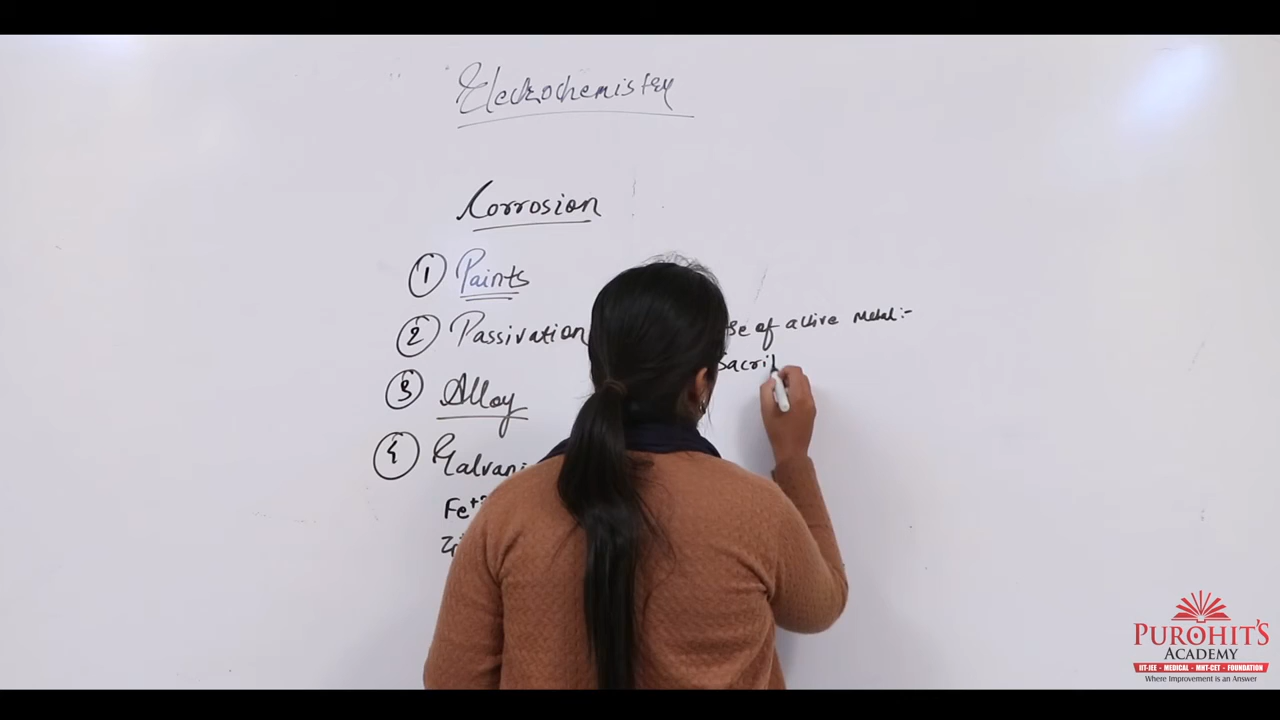 Electrochemistry
Corrosion
① Paints
② Passivation
③ Alloy
④ Galvani
Fe+2
se of active Metal:-
Sacri
PUROHIT'S
ACADEMY
IIT-JEE • MEDICAL • MHT-CET • FOUNDATION
Where Improvement is an Answer